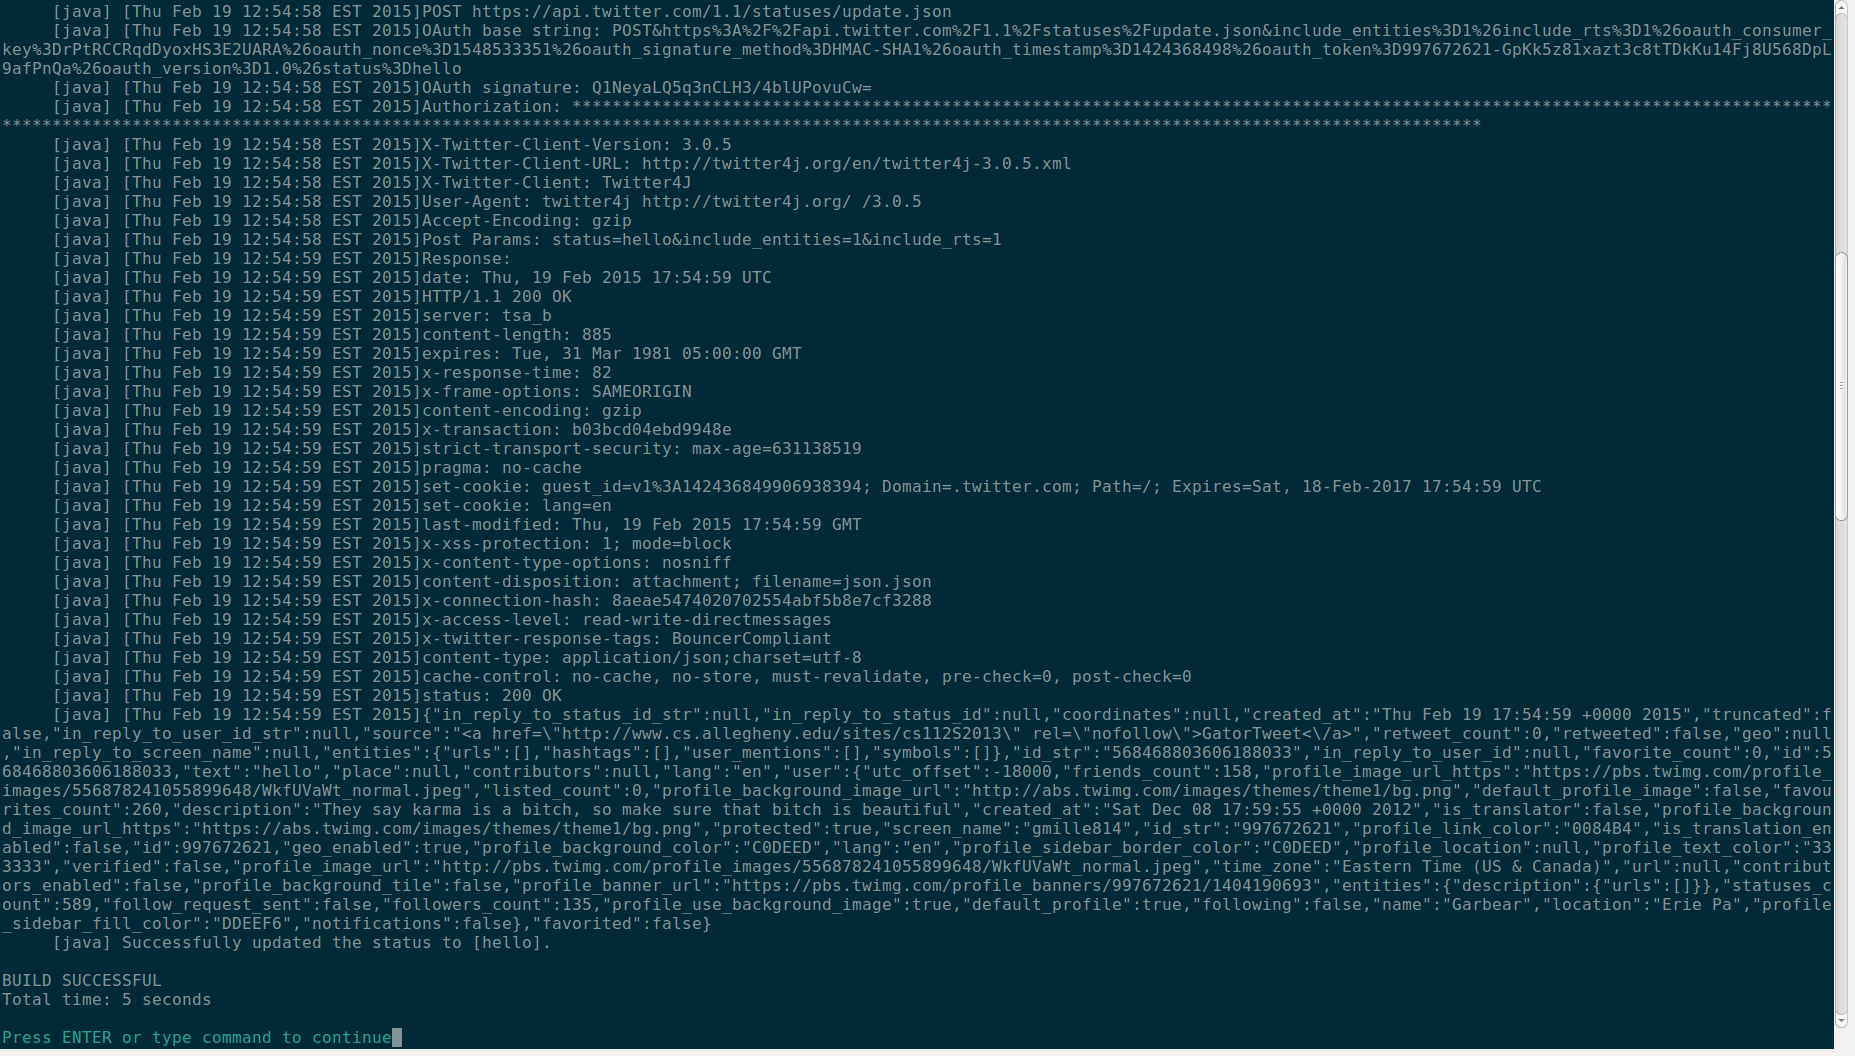 [java] [Thu Feb 19 12:54:58 EST 2015]POST https://api.twitter.com/1.1/statuses/update.json
[java] [Thu Feb 19 12:54:58 EST 2015]OAuth base string: POST&https%3A%2F%2Fapi.twitter.com%2F1.1%2Fstatuses%2Fupdate.json&include_entities%3D1%26include_rts%3D1%26oauth_consumer_
key%3DrPtRCCRqdDyoxHS3E2UARA%26oauth_nonce%3D1548533351%26oauth_signature_method%3DHMAC-SHA1%26oauth_timestamp%3D1424368498%26oauth_token%3D997672621-GpKk5z81xazt3c8tTDkKu14Fj8U568DpL
9afPnQa%26oauth_version%3D1.0%26status%3Dhello
[java] [Thu Feb 19 12:54:58 EST 2015]OAuth signature: Q1NeyaLQ5q3nCLH3/4blUPovuCw=
[java] [Thu Feb 19 12:54:58 EST 2015]Authorization: ******************************************************************************************************************************
****************************************************************************************************************************************************
[java] [Thu Feb 19 12:54:58 EST 2015]X-Twitter-Client-Version: 3.0.5
[java] [Thu Feb 19 12:54:58 EST 2015]X-Twitter-Client-URL: http://twitter4j.org/en/twitter4j-3.0.5.xml
[java] [Thu Feb 19 12:54:58 EST 2015]X-Twitter-Client: Twitter4J
[java] [Thu Feb 19 12:54:58 EST 2015]User-Agent: twitter4j http://twitter4j.org/ /3.0.5
[java] [Thu Feb 19 12:54:58 EST 2015]Accept-Encoding: gzip
[java] [Thu Feb 19 12:54:58 EST 2015]Post Params: status=hello&include_entities=1&include_rts=1
[java] [Thu Feb 19 12:54:59 EST 2015]Response:
[java] [Thu Feb 19 12:54:59 EST 2015]date: Thu, 19 Feb 2015 17:54:59 UTC
[java] [Thu Feb 19 12:54:59 EST 2015]HTTP/1.1 200 OK
[java] [Thu Feb 19 12:54:59 EST 2015]server: tsa_b
[java] [Thu Feb 19 12:54:59 EST 2015]content-length: 885
[java] [Thu Feb 19 12:54:59 EST 2015]expires: Tue, 31 Mar 1981 05:00:00 GMT
[java] [Thu Feb 19 12:54:59 EST 2015]x-response-time: 82
[java] [Thu Feb 19 12:54:59 EST 2015]x-frame-options: SAMEORIGIN
[java] [Thu Feb 19 12:54:59 EST 2015]content-encoding: gzip
[java] [Thu Feb 19 12:54:59 EST 2015]x-transaction: b03bcd04ebd9948e
[java] [Thu Feb 19 12:54:59 EST 2015]strict-transport-security: max-age=631138519
[java] [Thu Feb 19 12:54:59 EST 2015]pragma: no-cache
[java] [Thu Feb 19 12:54:59 EST 2015]set-cookie: guest_id=v1%3A142436849906938394; Domain=.twitter.com; Path=/; Expires=Sat, 18-Feb-2017 17:54:59 UTC
[java] [Thu Feb 19 12:54:59 EST 2015]set-cookie: lang=en
[java] [Thu Feb 19 12:54:59 EST 2015]last-modified: Thu, 19 Feb 2015 17:54:59 GMT
[java] [Thu Feb 19 12:54:59 EST 2015]x-xss-protection: 1; mode=block
[java] [Thu Feb 19 12:54:59 EST 2015]x-content-type-options: nosniff
[java] [Thu Feb 19 12:54:59 EST 2015]content-disposition: attachment; filename=json.json
[java] [Thu Feb 19 12:54:59 EST 2015]x-connection-hash: 8aeae5474020702554abf5b8e7cf3288
[java] [Thu Feb 19 12:54:59 EST 2015]x-access-level: read-write-directmessages
[java] [Thu Feb 19 12:54:59 EST 2015]x-twitter-response-tags: BouncerCompliant
[java] [Thu Feb 19 12:54:59 EST 2015]content-type: application/json;charset=utf-8
[java] [Thu Feb 19 12:54:59 EST 2015]cache-control: no-cache, no-store, must-revalidate, pre-check=0, post-check=0
[java] [Thu Feb 19 12:54:59 EST 2015]status: 200 OK
[java] [Thu Feb 19 12:54:59 EST 2015]{"in_reply_to_status_id_str":null,"in_reply_to_status_id":null,"coordinates":null,"created_at":"Thu Feb 19 17:54:59 +0000 2015","truncated":f
alse,"in_reply_to_user_id_str":null,"source":"<a href=\"http://www.cs.allegheny.edu/sites/cs112S2013\" rel=\"nofollow\">GatorTweet<\/a>","retweet_count":0,"retweeted":false,"geo":null
,"in_reply_to_screen_name":null,"entities":{"urls":[],"hashtags":[],"user_mentions":[],"symbols":[]},"id_str":"568468803606188033","in_reply_to_user_id":null,"favorite_count":0,"id":5
68468803606188033,"text":"hello","place":null,"contributors":null,"lang":"en","user":{"utc_offset":-18000,"friends_count":158,"profile_image_url_https":"https://pbs.twimg.com/profile_
images/556878241055899648/WkfUVaWt_normal.jpeg","listed_count":0,"profile_background_image_url":"http://abs.twimg.com/images/themes/theme1/bg.png","default_profile_image":false,"favou
rites_count":260,"description":"They say karma is a bitch, so make sure that bitch is beautiful","created_at":"Sat Dec 08 17:59:55 +0000 2012","is_translator":false,"profile_backgroun
d_image_url_https":"https://abs.twimg.com/images/themes/theme1/bg.png","protected":true,"screen_name":"gmille814","id_str":"997672621","profile_link_color":"0084B4","is_translation_en
abled":false,"id":997672621,"geo_enabled":true,"profile_background_color":"C0DEED","lang":"en","profile_sidebar_border_color":"C0DEED","profile_location":null,"profile_text_color":"33
3333","verified":false,"profile_image_url":"http://pbs.twimg.com/profile_images/556878241055899648/WkfUVaWt_normal.jpeg","time_zone":"Eastern Time (US & Canada)","url":null,"contribut
ors_enabled":false,"profile_background_tile":false,"profile_banner_url":"https://pbs.twimg.com/profile_banners/997672621/1404190693","entities":{"description":{"urls":[]}},"statuses_c
ount":589,"follow_request_sent":false,"followers_count":135,"profile_use_background_image":true,"default_profile":true,"following":false,"name":"Garbear","location":"Erie Pa","profile
_sidebar_fill_color":"DDEEF6","notifications":false},"favorited":false}
[java] Successfully updated the status to [hello].
BUILD SUCCESSFUL
Total time: 5 seconds
Press ENTER or type command to continue